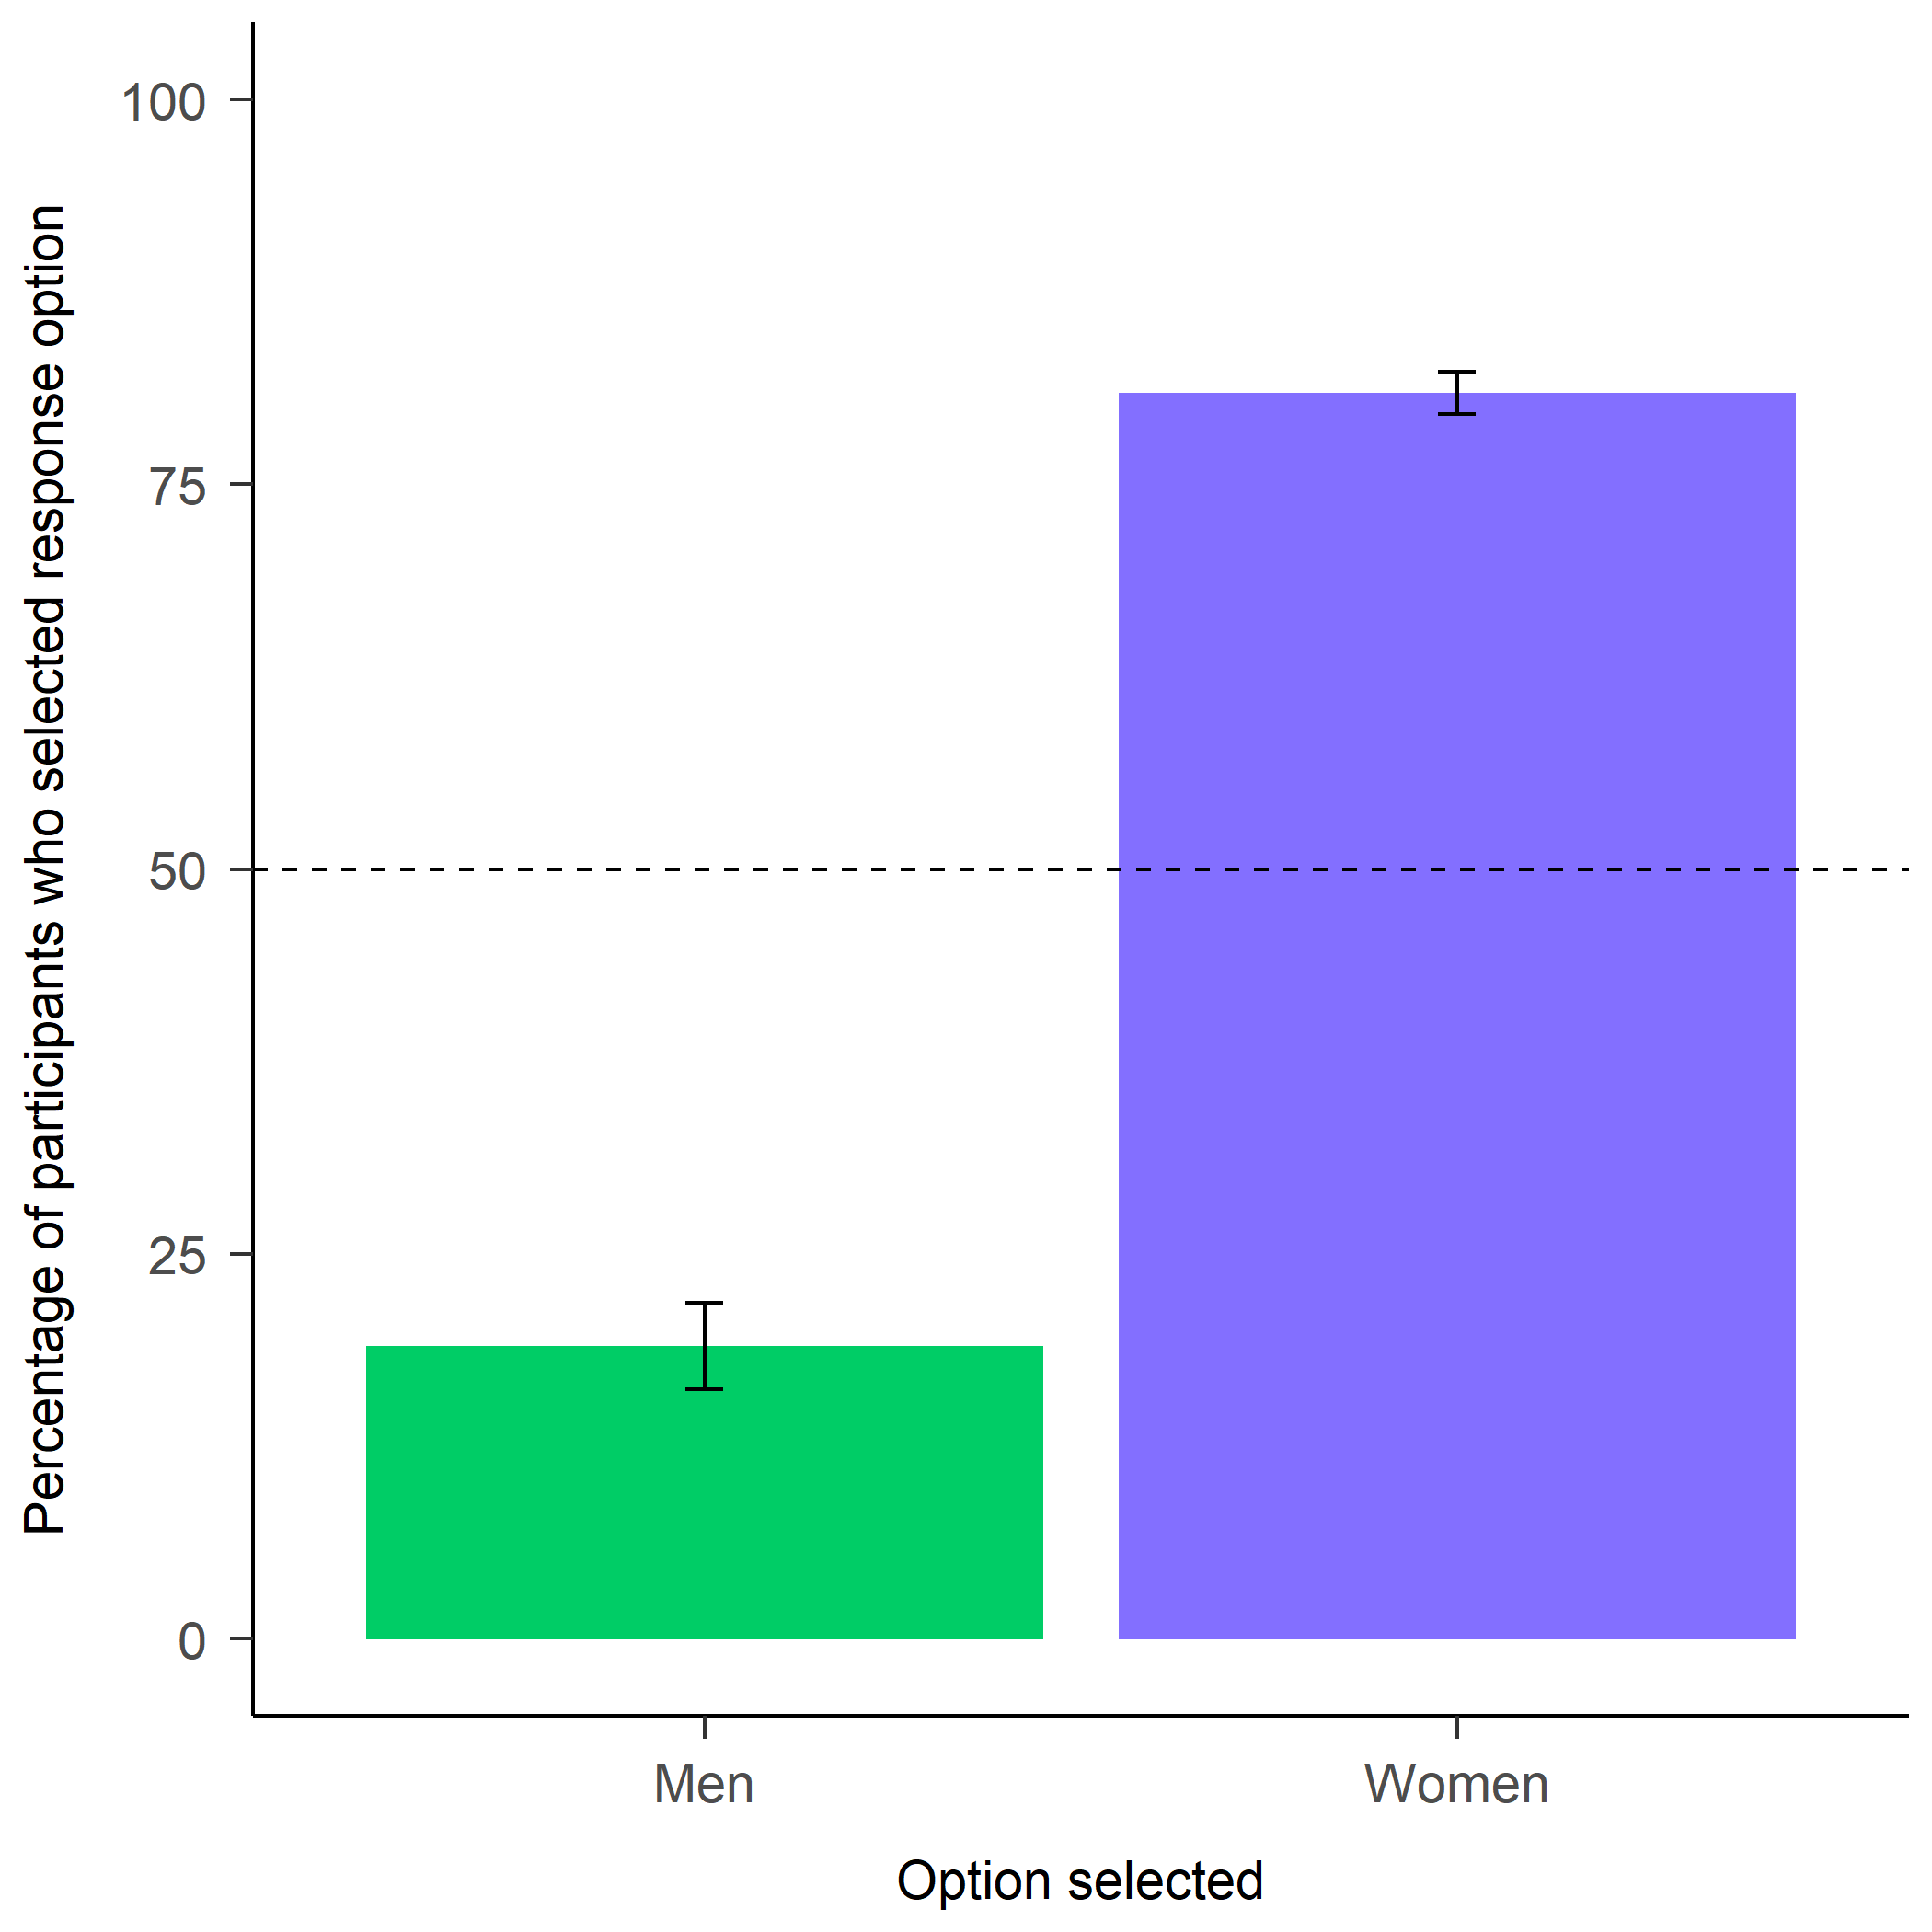 Percentage of participants who selected response option
100
75
50
25
0
Men
Women
Option selected